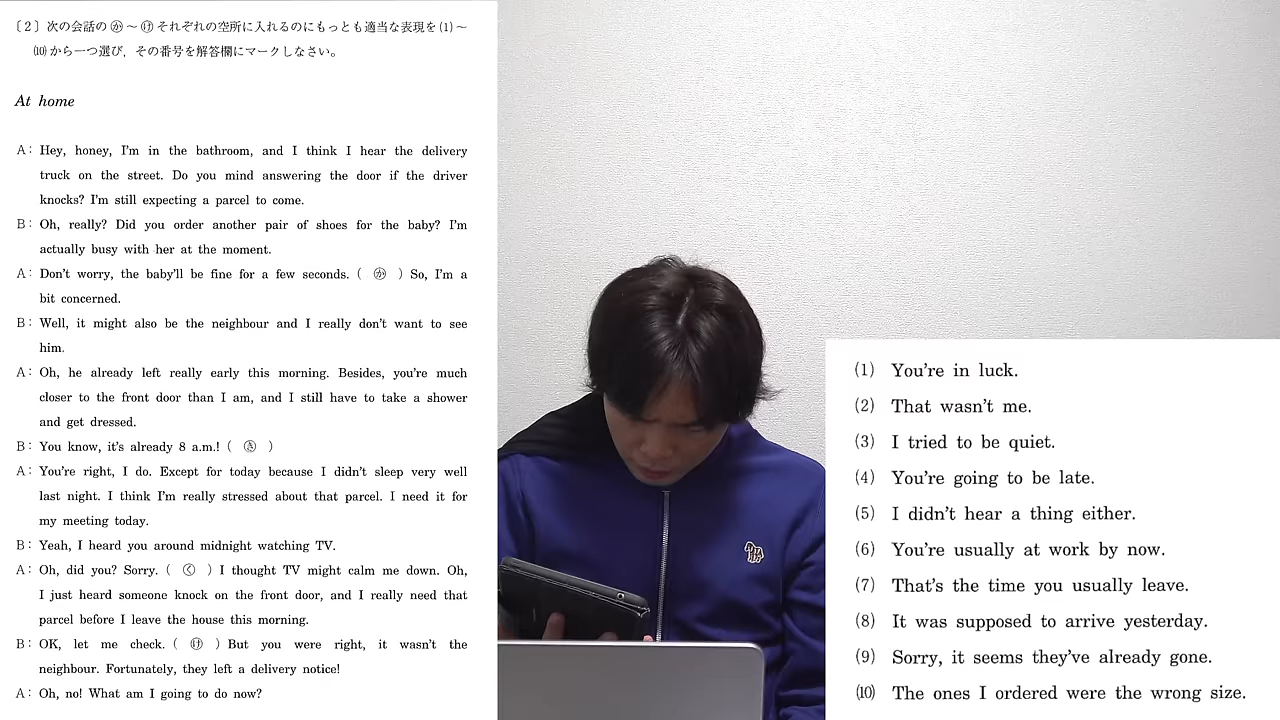 〔2〕次の会話の㋕～㋘それぞれの空所に入れるのにもっとも適当な表現を(1)～
⑽から一つ選び，その番号を解答欄にマークしなさい。
At home
A: Hey, honey, I'm in the bathroom, and I think I hear the delivery
truck on the street. Do you mind answering the door if the driver
knocks? I'm still expecting a parcel to come.
B: Oh, really? Did you order another pair of shoes for the baby? I'm
actually busy with her at the moment.
A: Don't worry, the baby'll be fine for a few seconds. ( ㋕ ) So, I'm a
bit concerned.
B: Well, it might also be the neighbour and I really don't want to see
him.
A: Oh, he already left really early this morning. Besides, you're much
closer to the front door than I am, and I still have to take a shower
and get dressed.
B: You know, it's already 8 a.m.! ( ㋖ )
A: You're right, I do. Except for today because I didn't sleep very well
last night. I think I'm really stressed about that parcel. I need it for
my meeting today.
B: Yeah, I heard you around midnight watching TV.
A: Oh, did you? Sorry. ( ㋗ ) I thought TV might calm me down. Oh,
I just heard someone knock on the front door, and I really need that
parcel before I leave the house this morning.
B: OK, let me check. ( ㋘ ) But you were right, it wasn't the
neighbour. Fortunately, they left a delivery notice!
A: Oh, no! What am I going to do now?
(1) You're in luck.
(2) That wasn't me.
(3) I tried to be quiet.
(4) You're going to be late.
(5) I didn't hear a thing either.
(6) You're usually at work by now.
(7) That's the time you usually leave.
(8) It was supposed to arrive yesterday.
(9) Sorry, it seems they've already gone.
⑽ The ones I ordered were the wrong size.